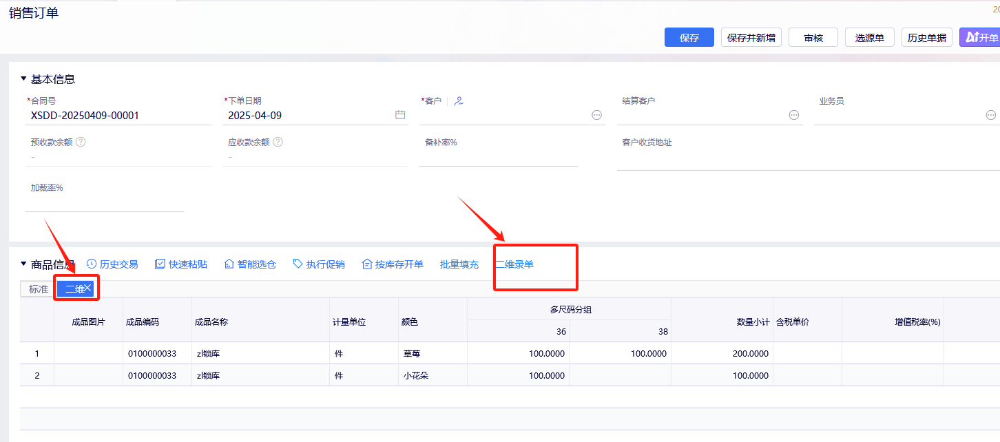 销售订单
20
保存 保存并新增 审核 选源单 历史单据 Ai开单
基本信息
*合同号 *下单日期 *客户 结算客户 业务员
XSDD-20250409-00001 2025-04-09
预收款余额 ? 应收款余额 ? 备补率% 客户收货地址
- -
加裁率%
商品信息 历史交易 快速粘贴 智能选仓 执行促销 按库存开单 批量填充 二维录单
标准 二维
成品图片 成品编码 成品名称 计量单位 颜色 多尺码分组 数量小计 含税单价 增值税率(%)
36 38
1 0100000033 zl锁库 件 草莓 100.0000 100.0000 200.0000
2 0100000033 zl锁库 件 小花朵 100.0000 100.0000